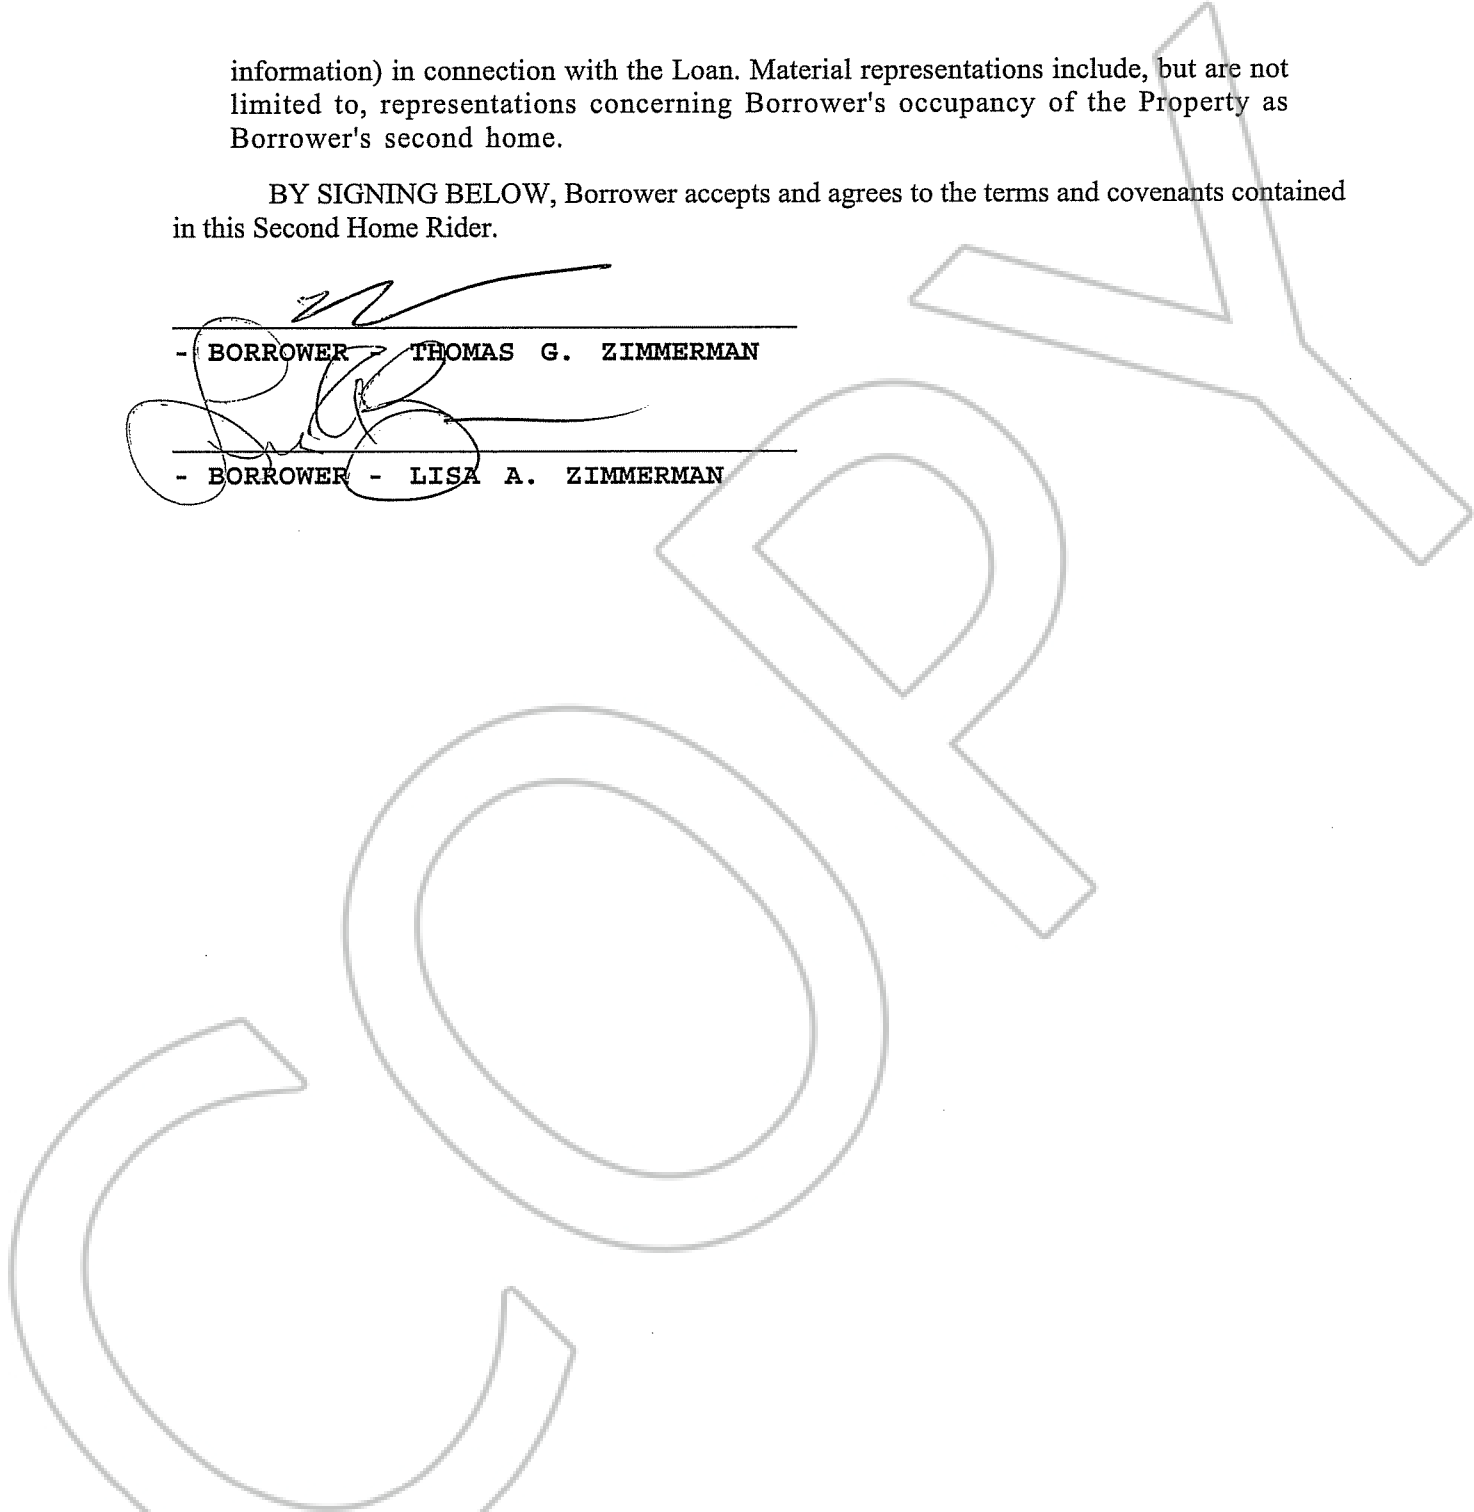 information) in connection with the Loan. Material representations include, but are not
limited to, representations concerning Borrower's occupancy of the Property as
Borrower's second home.
BY SIGNING BELOW, Borrower accepts and agrees to the terms and covenants contained
in this Second Home Rider.
- BORROWER - THOMAS G. ZIMMERMAN
- BORROWER - LISA A. ZIMMERMAN
COPY